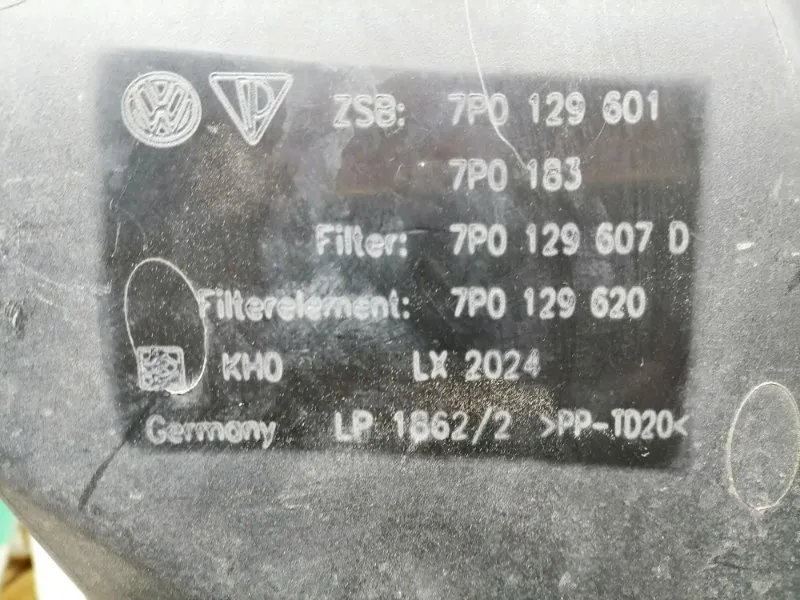 ZSB: 7P0 129 601
7P0 183
Filter: 7P0 129 607 D
Filterelement: 7P0 129 620
KH0 LX 2024
Germany LP 1862/2 >PP-TD20<